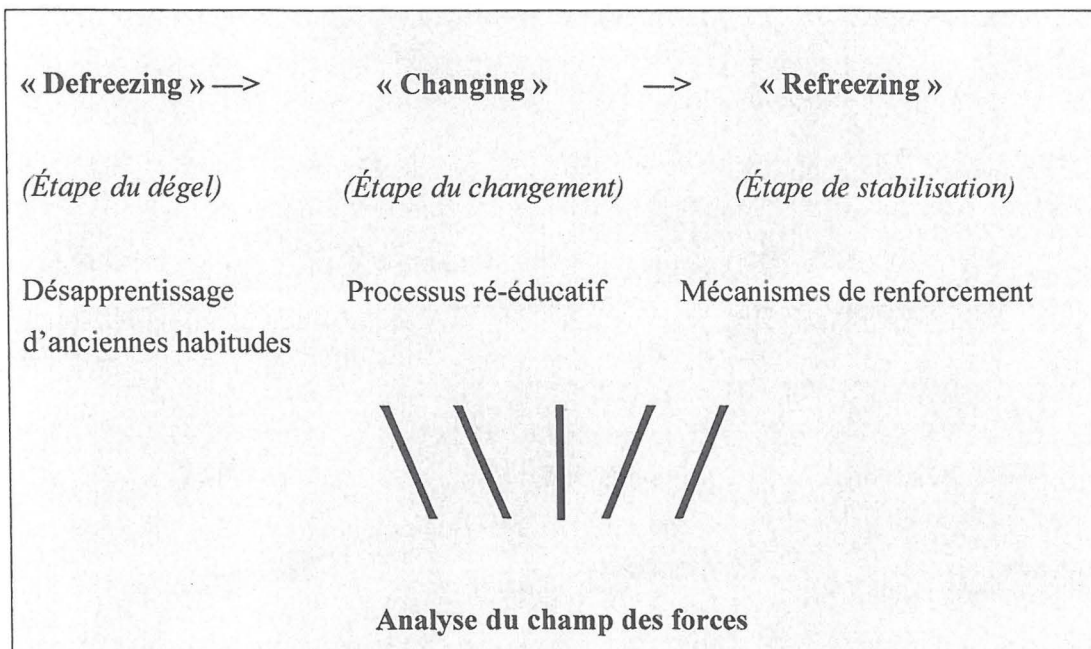 « Defreezing » —> « Changing » —> « Refreezing »
(Étape du dégel) (Étape du changement) (Étape de stabilisation)
Désapprentissage Processus ré-éducatif Mécanismes de renforcement
d'anciennes habitudes
Analyse du champ des forces